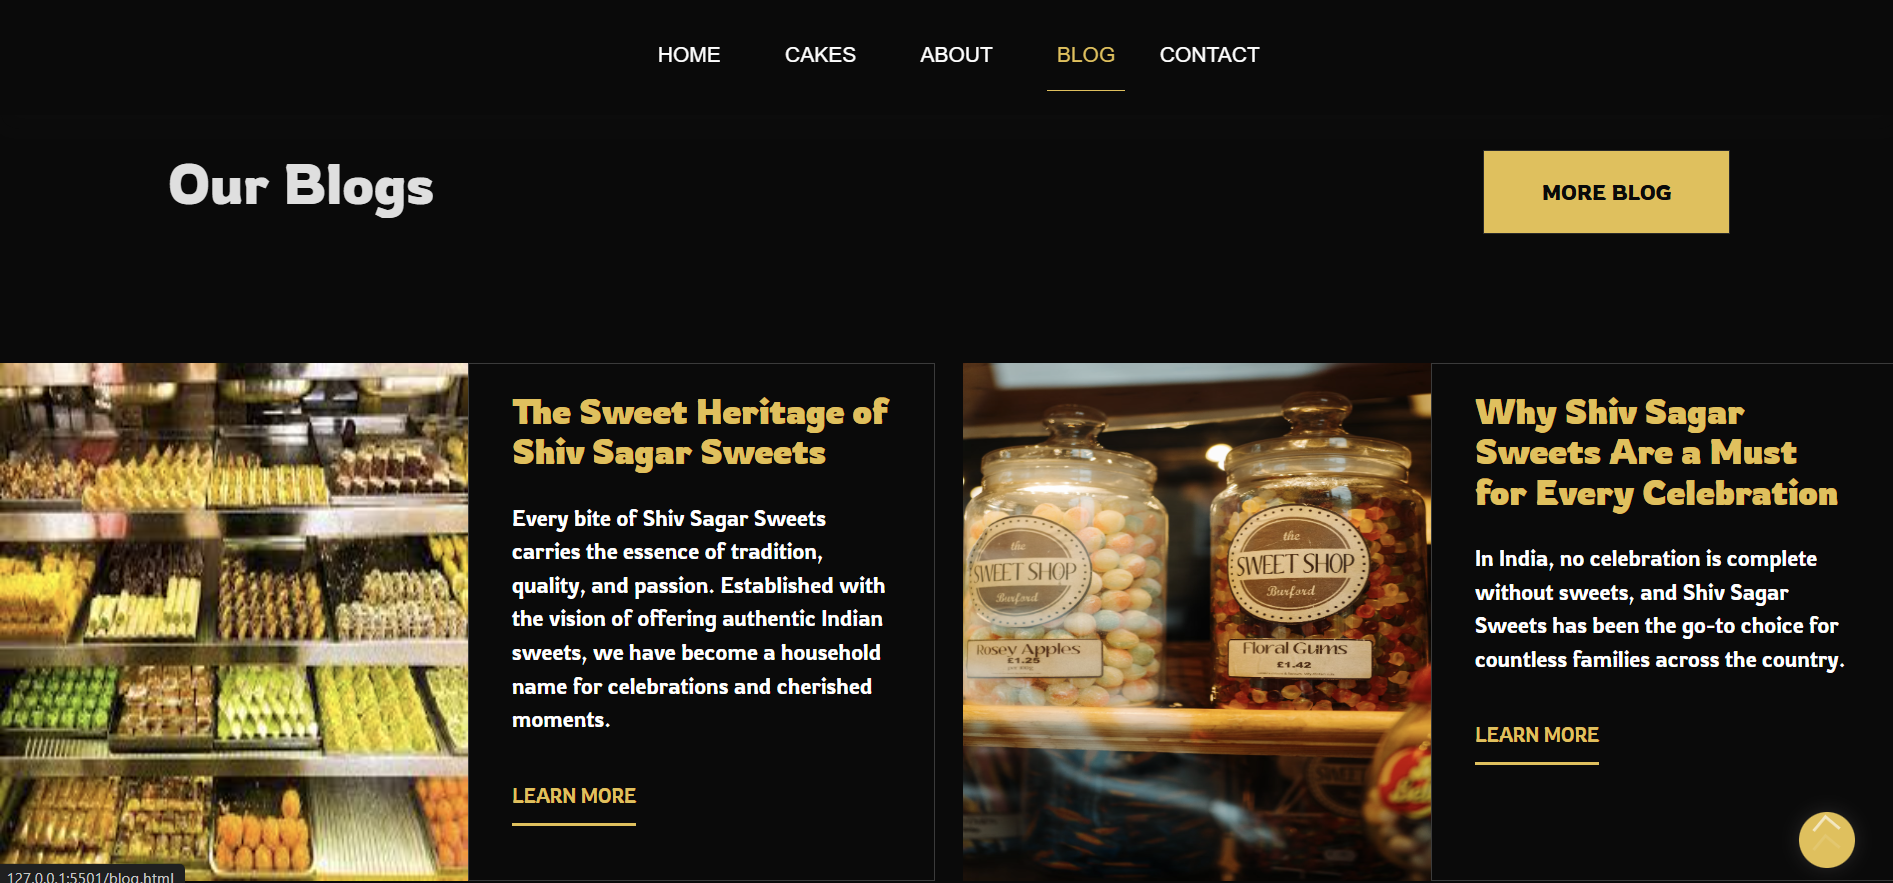 HOME CAKES ABOUT BLOG CONTACT
Our Blogs
MORE BLOG
The Sweet Heritage of
Shiv Sagar Sweets
Every bite of Shiv Sagar Sweets
carries the essence of tradition,
quality, and passion. Established with
the vision of offering authentic Indian
sweets, we have become a household
name for celebrations and cherished
moments.
LEARN MORE
the
SWEET SHOP
Burford
Rosey Apples
£1.25
the
SWEET SHOP
Burford
Floral Gums
£1.42
Why Shiv Sagar
Sweets Are a Must
for Every Celebration
In India, no celebration is complete
without sweets, and Shiv Sagar
Sweets has been the go-to choice for
countless families across the country.
LEARN MORE
127.0.0.1:5501/blog.html